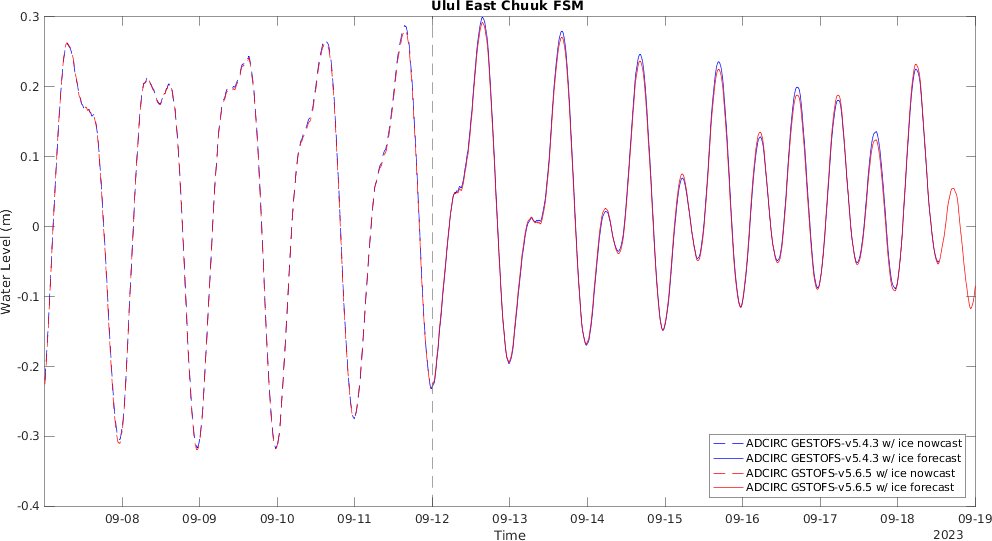 Ulul East Chuuk FSM
0.3
0.2
0.1
0
-0.1
-0.2
-0.3
-0.4
Water Level (m)
09-08 09-09 09-10 09-11 09-12 09-13 09-14 09-15 09-16 09-17 09-18 09-19
Time
2023
ADCIRC GESTOFS-v5.4.3 w/ ice nowcast
ADCIRC GESTOFS-v5.4.3 w/ ice forecast
ADCIRC GSTOFS-v5.6.5 w/ ice nowcast
ADCIRC GSTOFS-v5.6.5 w/ ice forecast